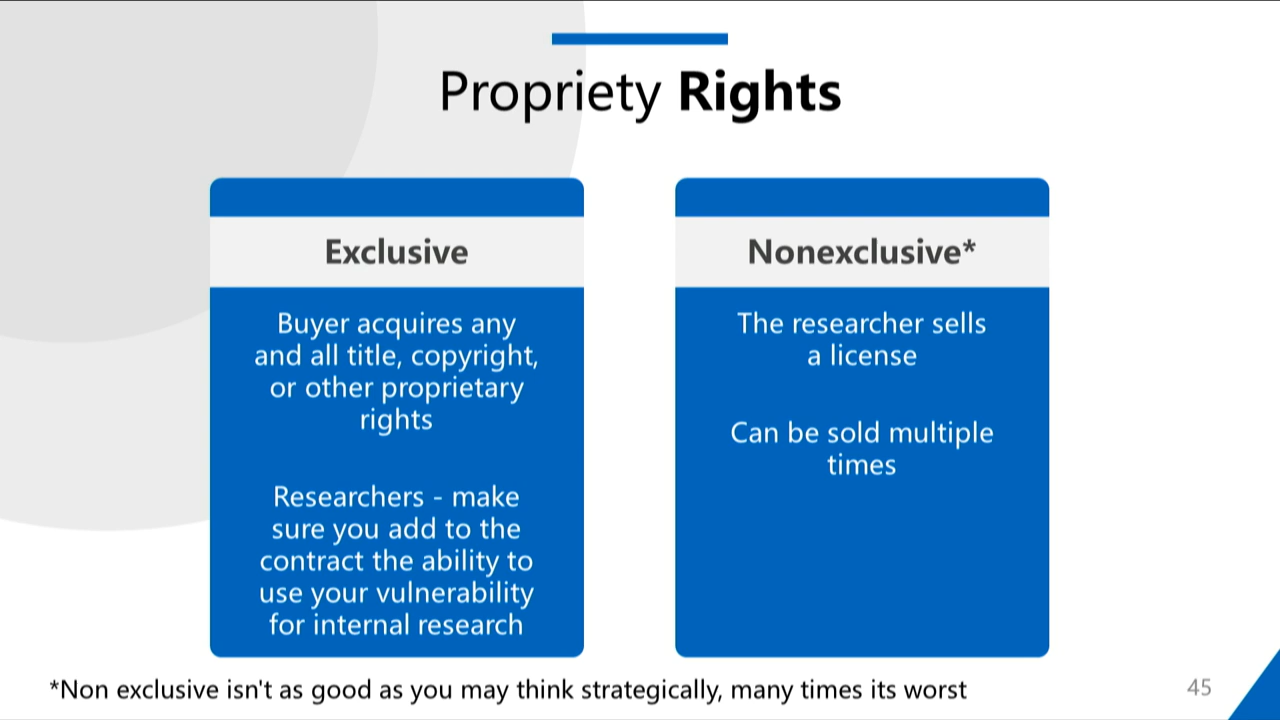 Propriety Rights
Exclusive
Buyer acquires any
and all title, copyright,
or other proprietary
rights
Researchers - make
sure you add to the
contract the ability to
use your vulnerability
for internal research
Nonexclusive*
The researcher sells
a license
Can be sold multiple
times
*Non exclusive isn't as good as you may think strategically, many times its worst
45